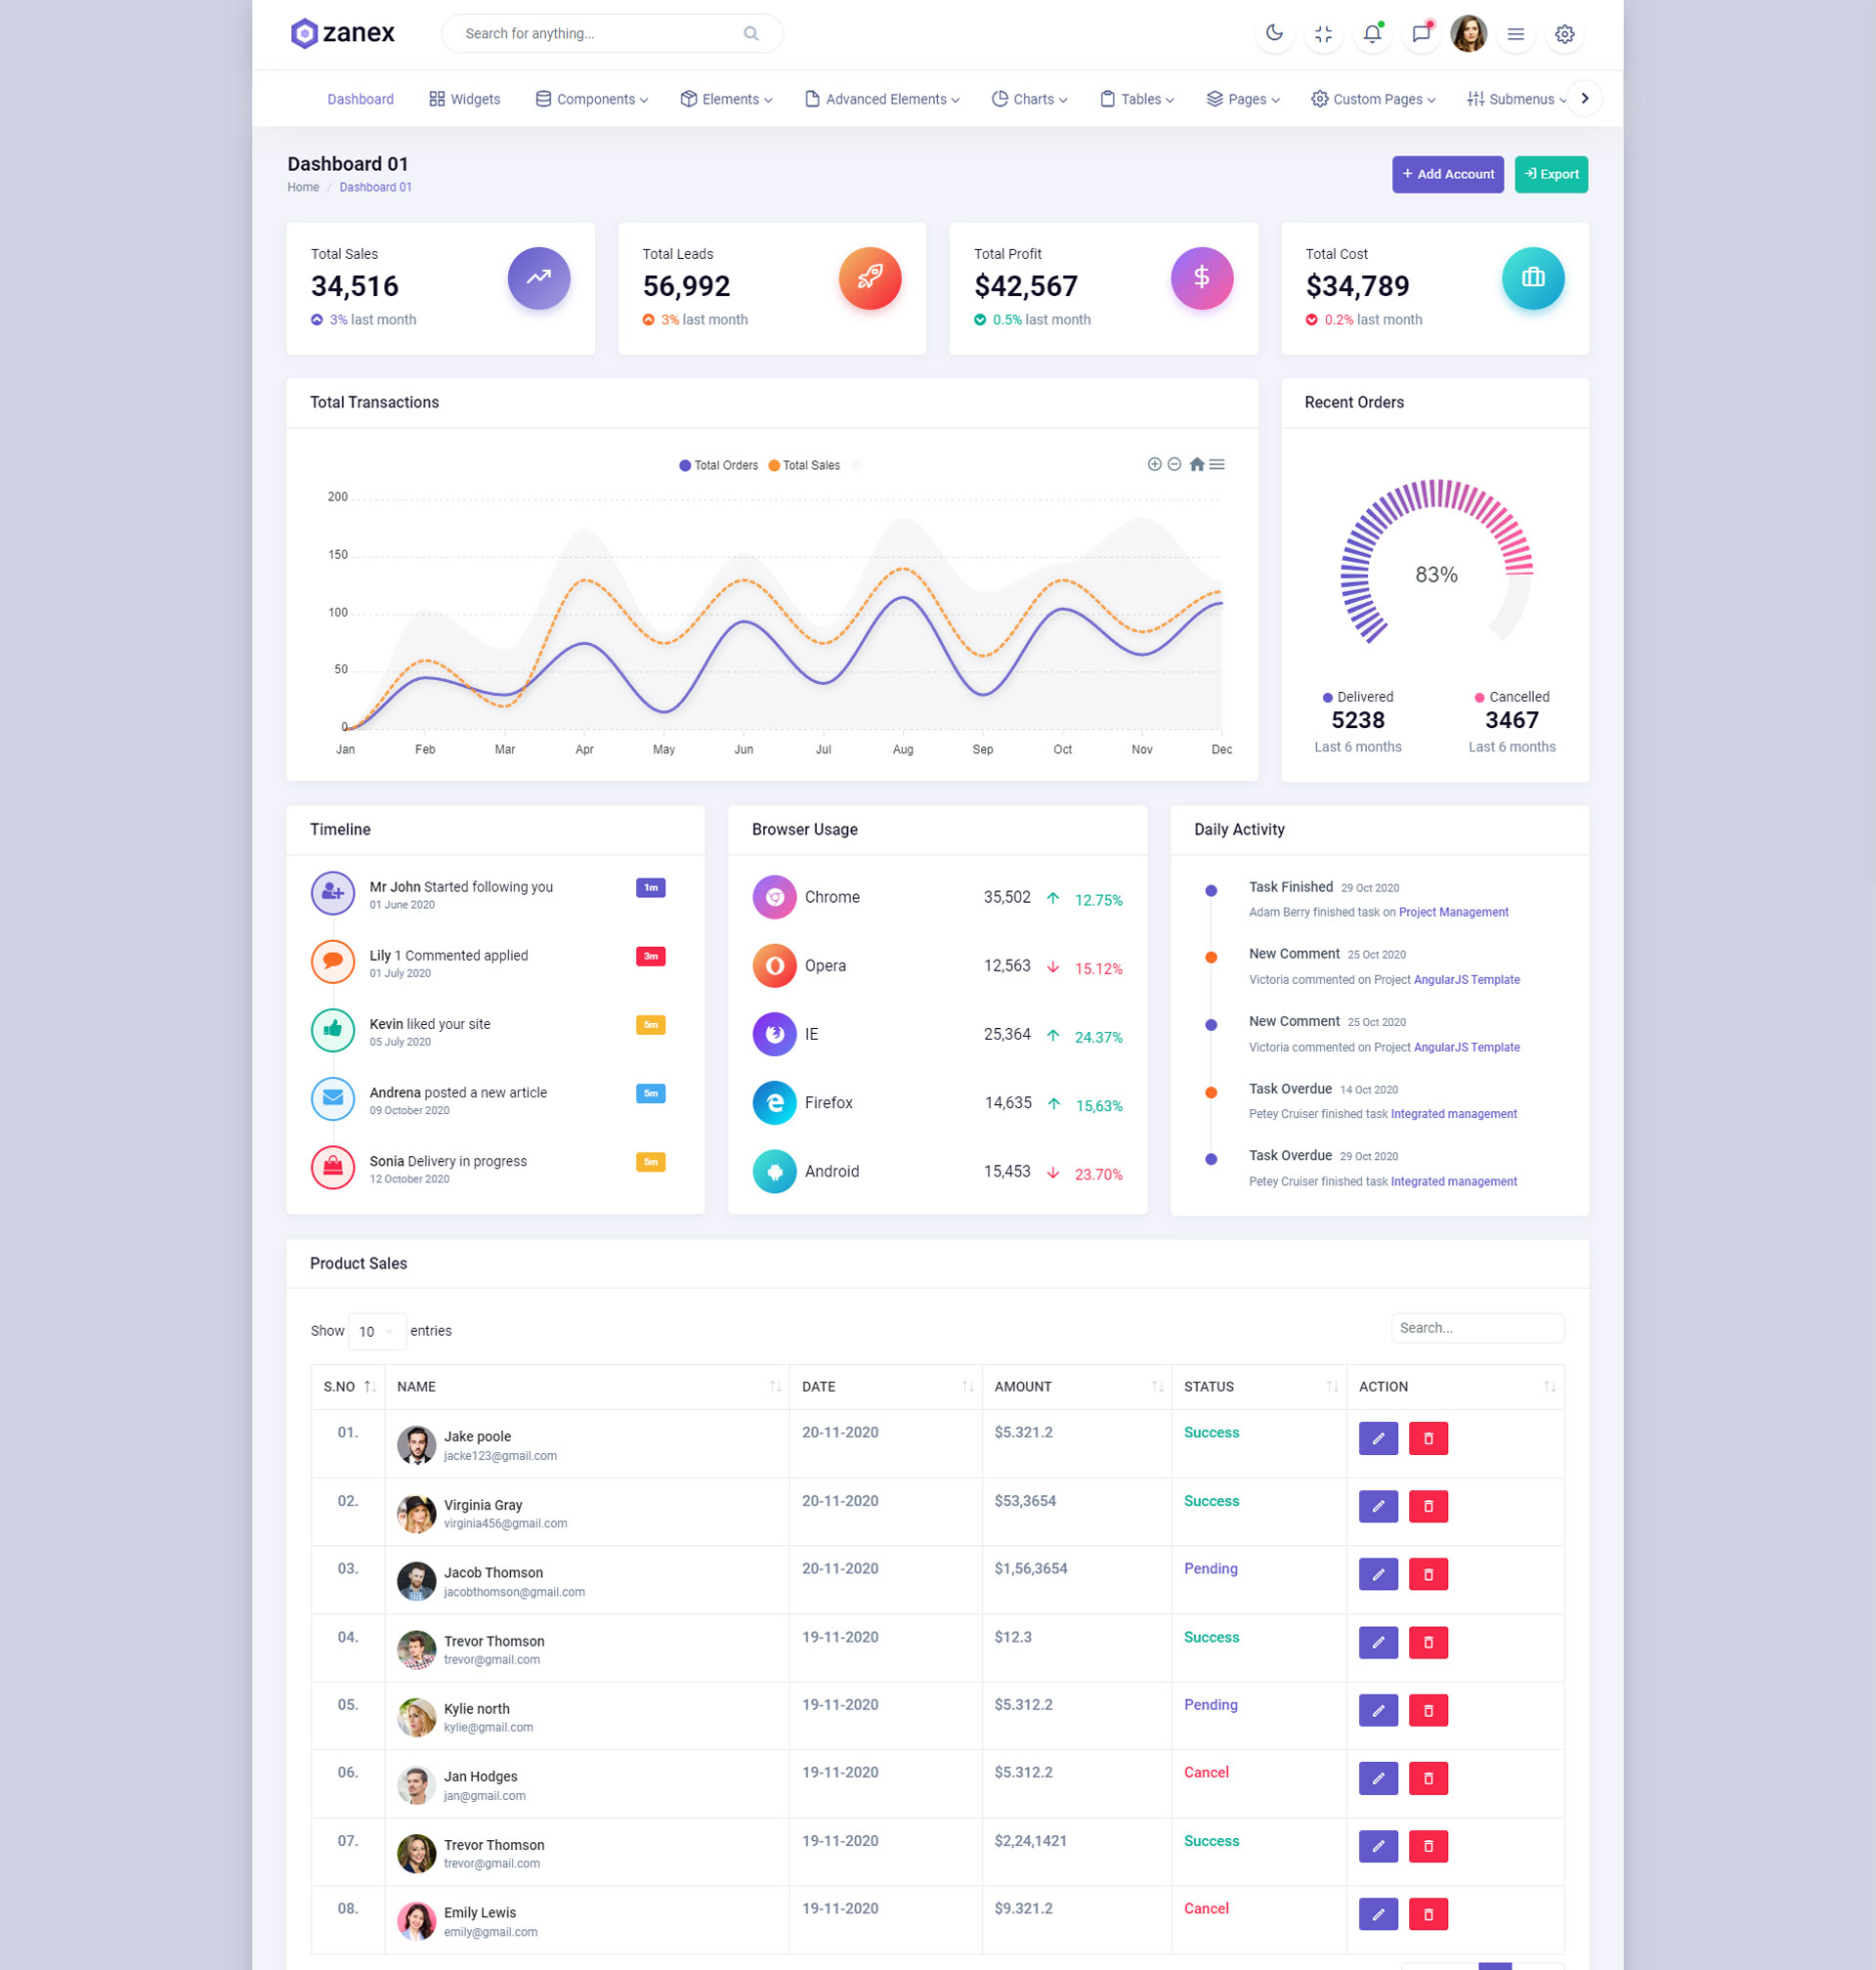 zanex
Search for anything...
Dashboard Widgets Components Elements Advanced Elements Charts Tables Pages Custom Pages Submenus
Dashboard 01
Home / Dashboard 01
+ Add Account
Export
Total Sales
34,516
3% last month
Total Leads
56,992
3% last month
Total Profit
$42,567
0.5% last month
Total Cost
$34,789
0.2% last month
Total Transactions
Total Orders Total Sales
200
150
100
50
0
Jan Feb Mar Apr May Jun Jul Aug Sep Oct Nov Dec
Recent Orders
83%
Delivered
5238
Last 6 months
Cancelled
3467
Last 6 months
Timeline
Mr John Started following you 1m
01 June 2020
Lily 1 Commented applied 3m
01 July 2020
Kevin liked your site 5m
05 July 2020
Andrena posted a new article 5m
09 October 2020
Sonia Delivery in progress 5m
12 October 2020
Browser Usage
Chrome 35,502 12.75%
Opera 12,563 15.12%
IE 25,364 24.37%
Firefox 14,635 15,63%
Android 15,453 23.70%
Daily Activity
Task Finished 29 Oct 2020
Adam Berry finished task on Project Management
New Comment 25 Oct 2020
Victoria commented on Project AngularJS Template
New Comment 25 Oct 2020
Victoria commented on Project AngularJS Template
Task Overdue 14 Oct 2020
Petey Cruiser finished task Integrated management
Task Overdue 29 Oct 2020
Petey Cruiser finished task Integrated management
Product Sales
Show 10 entries
Search...
S.NO NAME DATE AMOUNT STATUS ACTION
01. Jake poole 20-11-2020 $5.321.2 Success
jacke123@gmail.com
02. Virginia Gray 20-11-2020 $53,3654 Success
virginia456@gmail.com
03. Jacob Thomson 20-11-2020 $1,56,3654 Pending
jacobthomson@gmail.com
04. Trevor Thomson 19-11-2020 $12.3 Success
trevor@gmail.com
05. Kylie north 19-11-2020 $5.312.2 Pending
kylie@gmail.com
06. Jan Hodges 19-11-2020 $5.312.2 Cancel
jan@gmail.com
07. Trevor Thomson 19-11-2020 $2,24,1421 Success
trevor@gmail.com
08. Emily Lewis 19-11-2020 $9.321.2 Cancel
emily@gmail.com